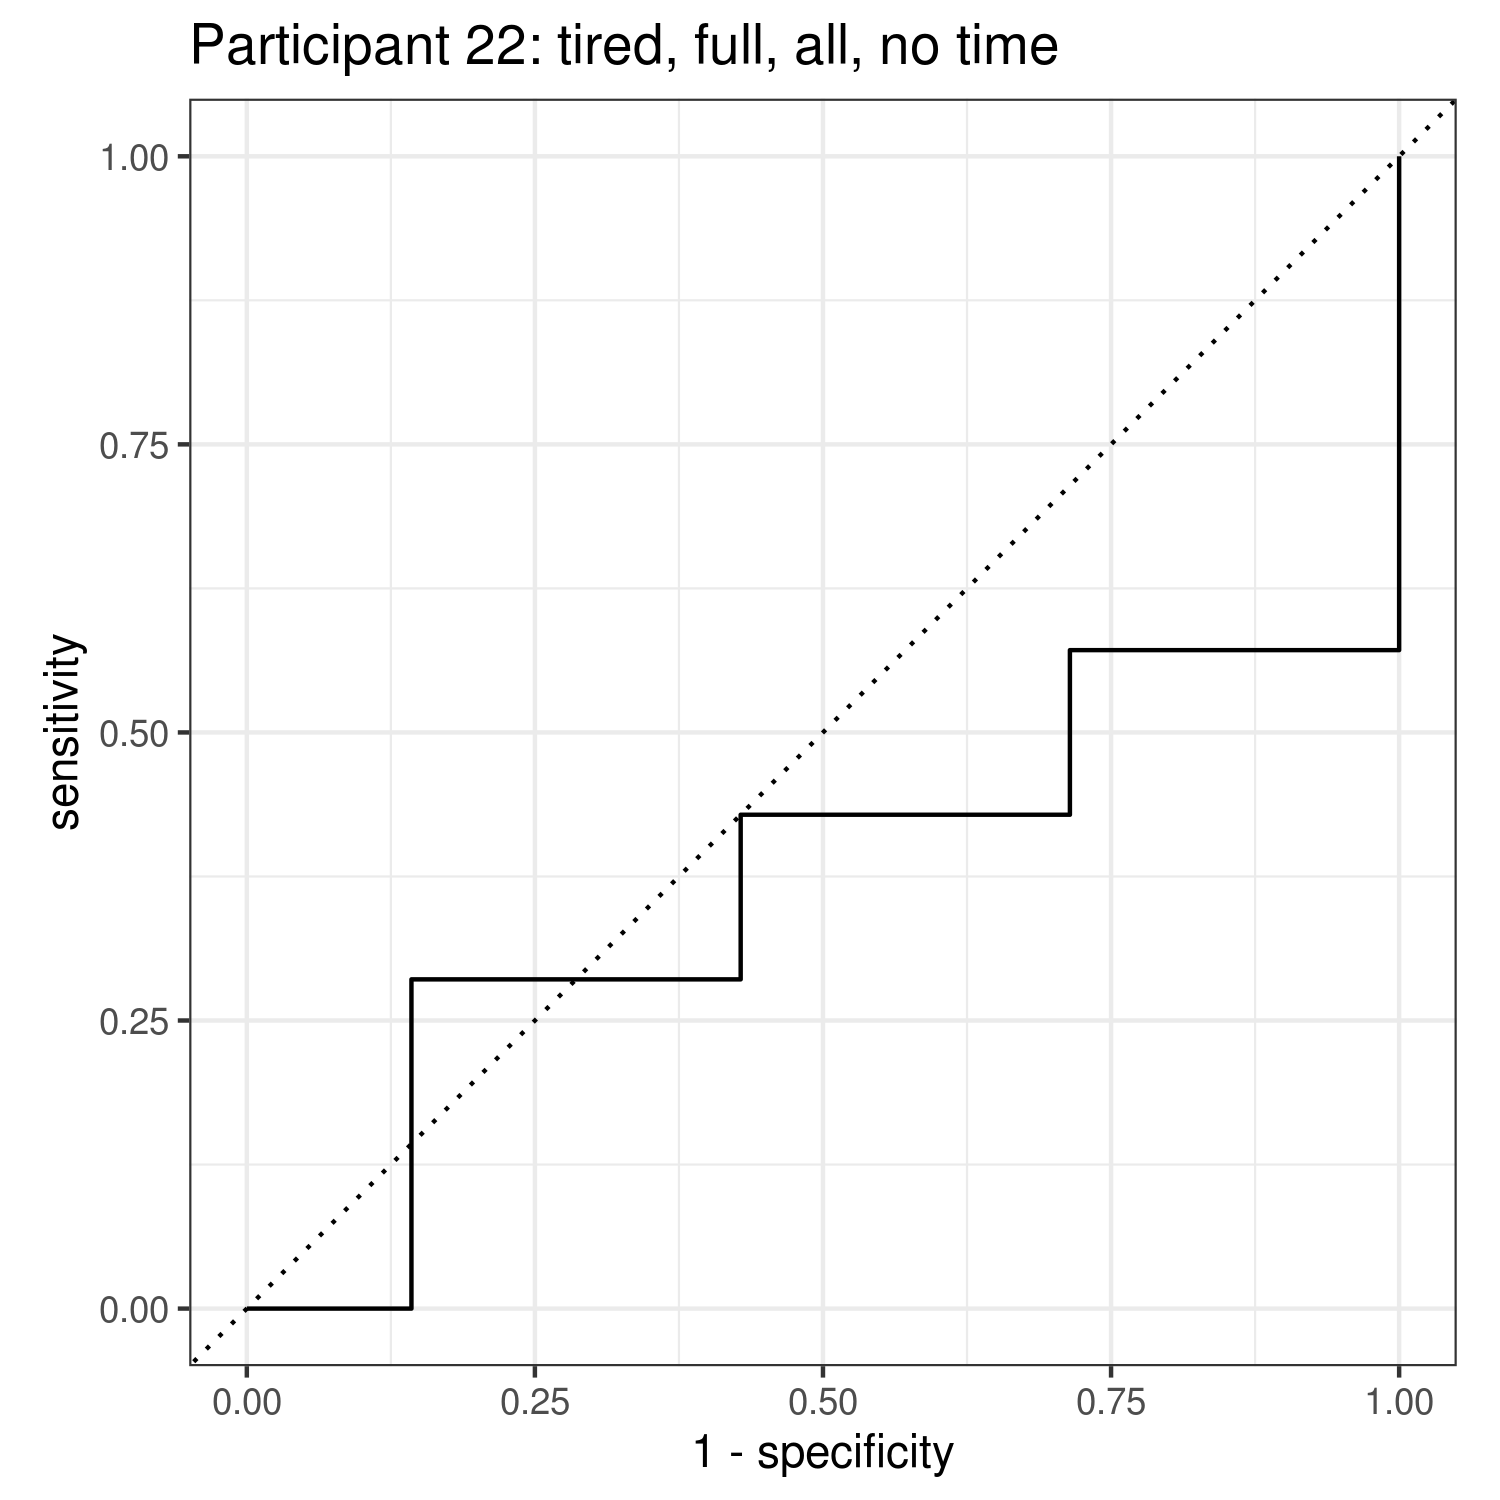 Participant 22: tired, full, all, no time
1.00
0.75
0.50
0.25
0.00
sensitivity
0.00 0.25 0.50 0.75 1.00
1 - specificity